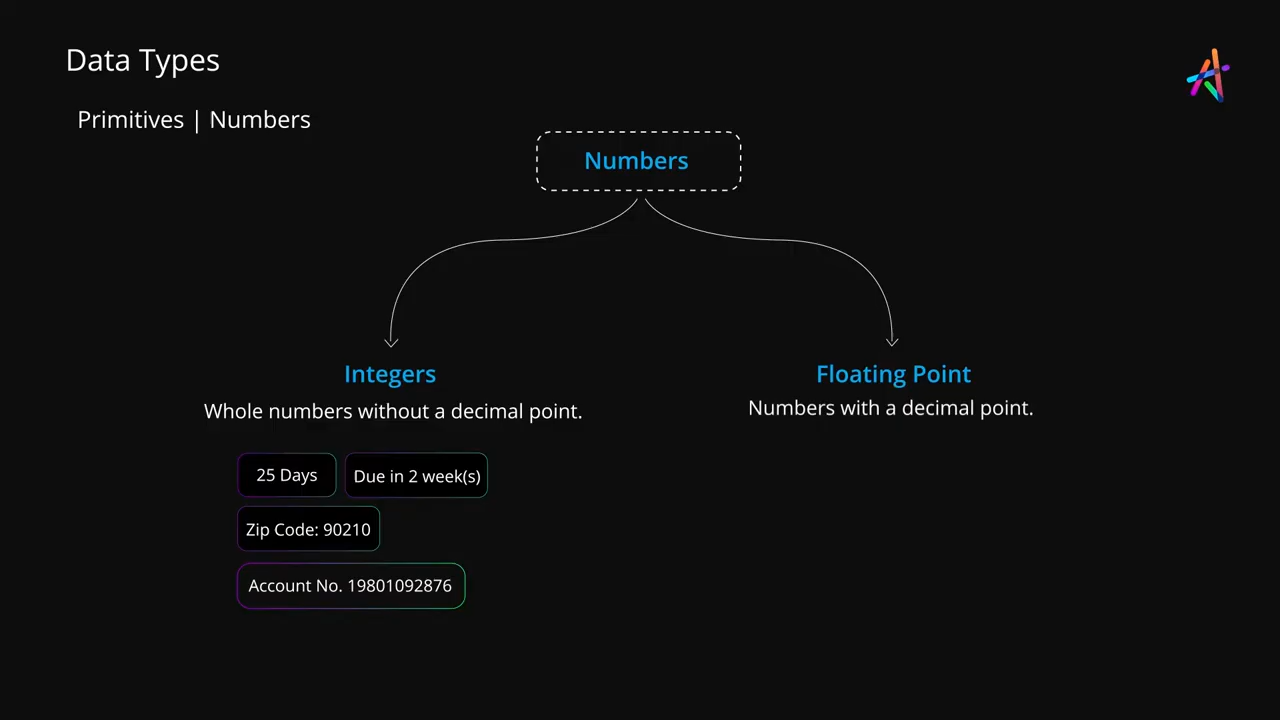 Data Types
Primitives | Numbers
Numbers
Integers
Whole numbers without a decimal point.
25 Days
Due in 2 week(s)
Zip Code: 90210
Account No. 19801092876
Floating Point
Numbers with a decimal point.